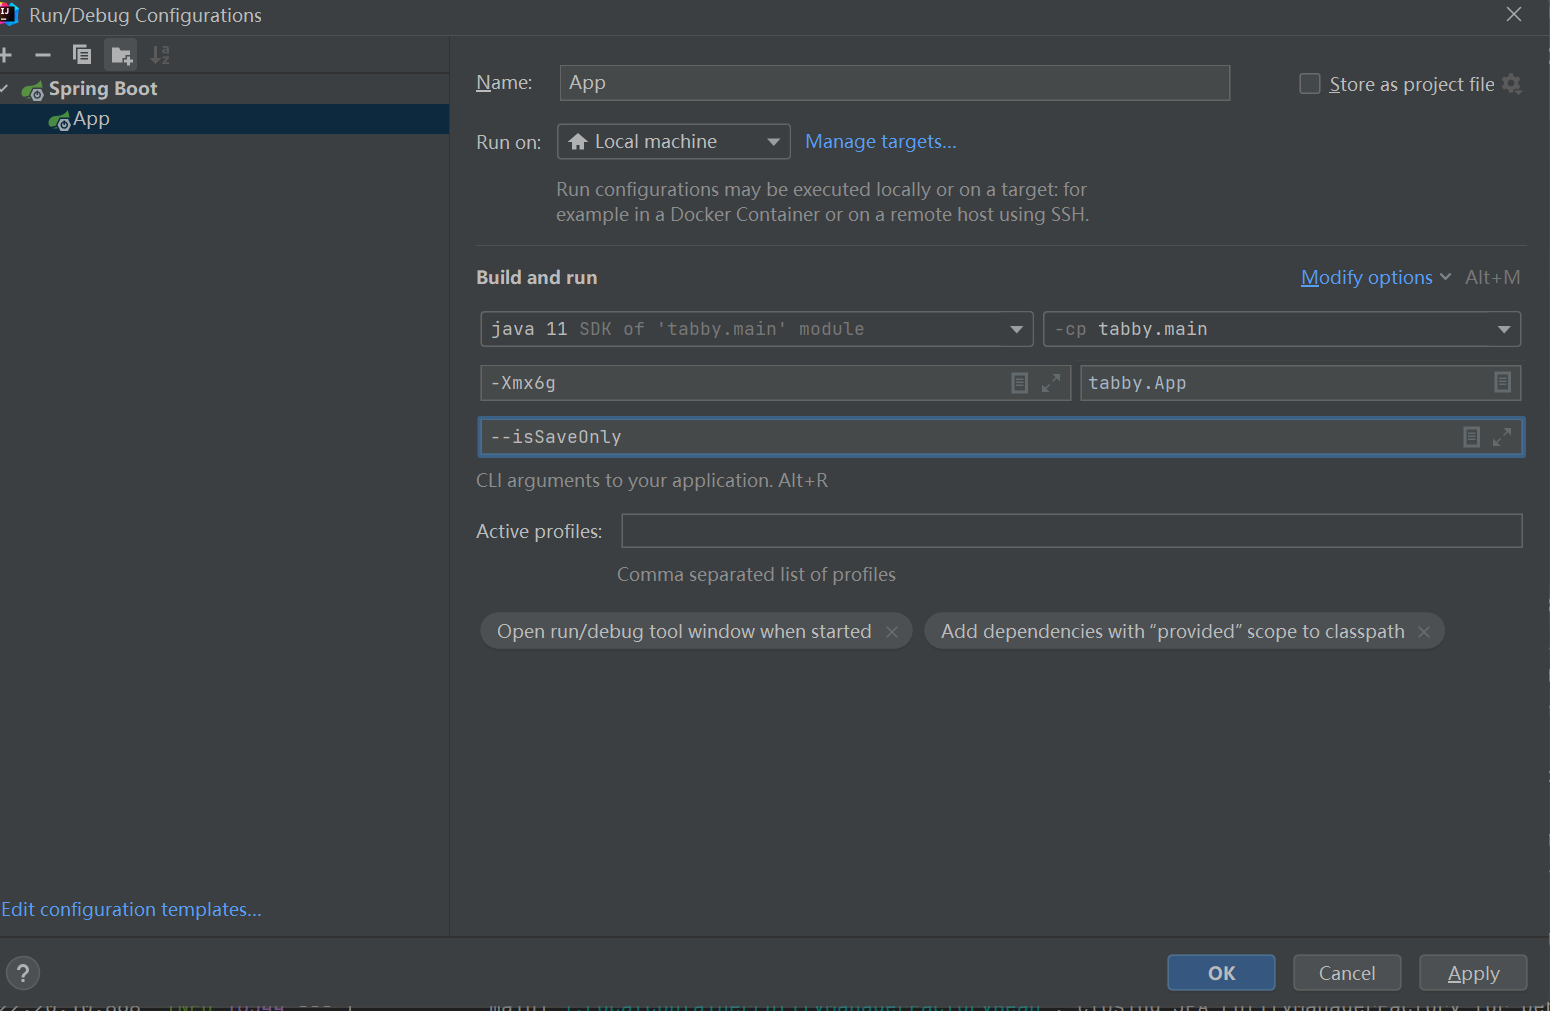 Run/Debug Configurations
Spring Boot
App
Name: App
Store as project file
Run on: Local machine Manage targets...
Run configurations may be executed locally or on a target: for
example in a Docker Container or on a remote host using SSH.
Build and run
Modify options Alt+M
java 11 SDK of 'tabby.main' module
-cp tabby.main
-Xmx6g
tabby.App
--isSaveOnly
CLI arguments to your application. Alt+R
Active profiles:
Comma separated list of profiles
Open run/debug tool window when started
Add dependencies with “provided” scope to classpath
Edit configuration templates...
?
OK
Cancel
Apply